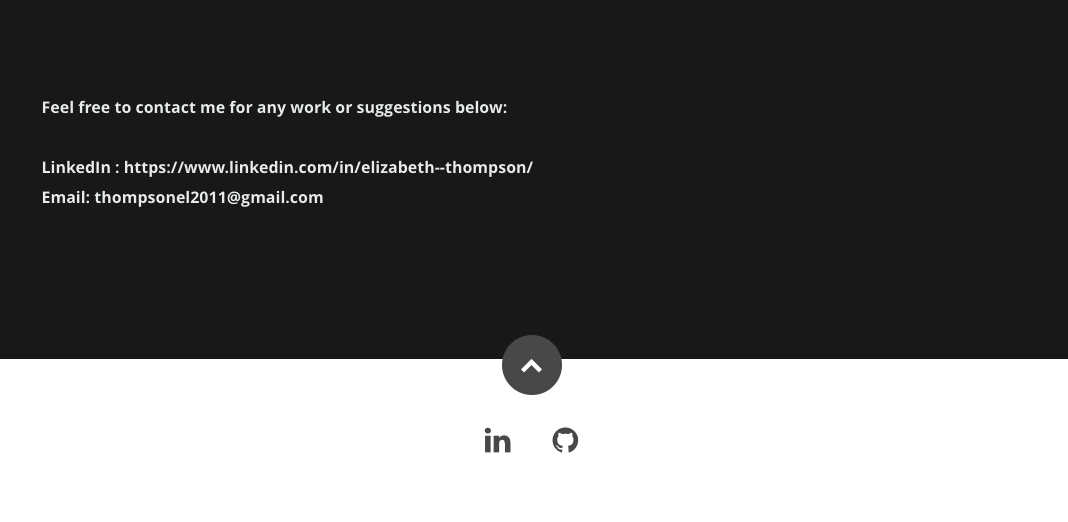 Feel free to contact me for any work or suggestions below:
LinkedIn : https://www.linkedin.com/in/elizabeth--thompson/
Email: thompsonel2011@gmail.com
in